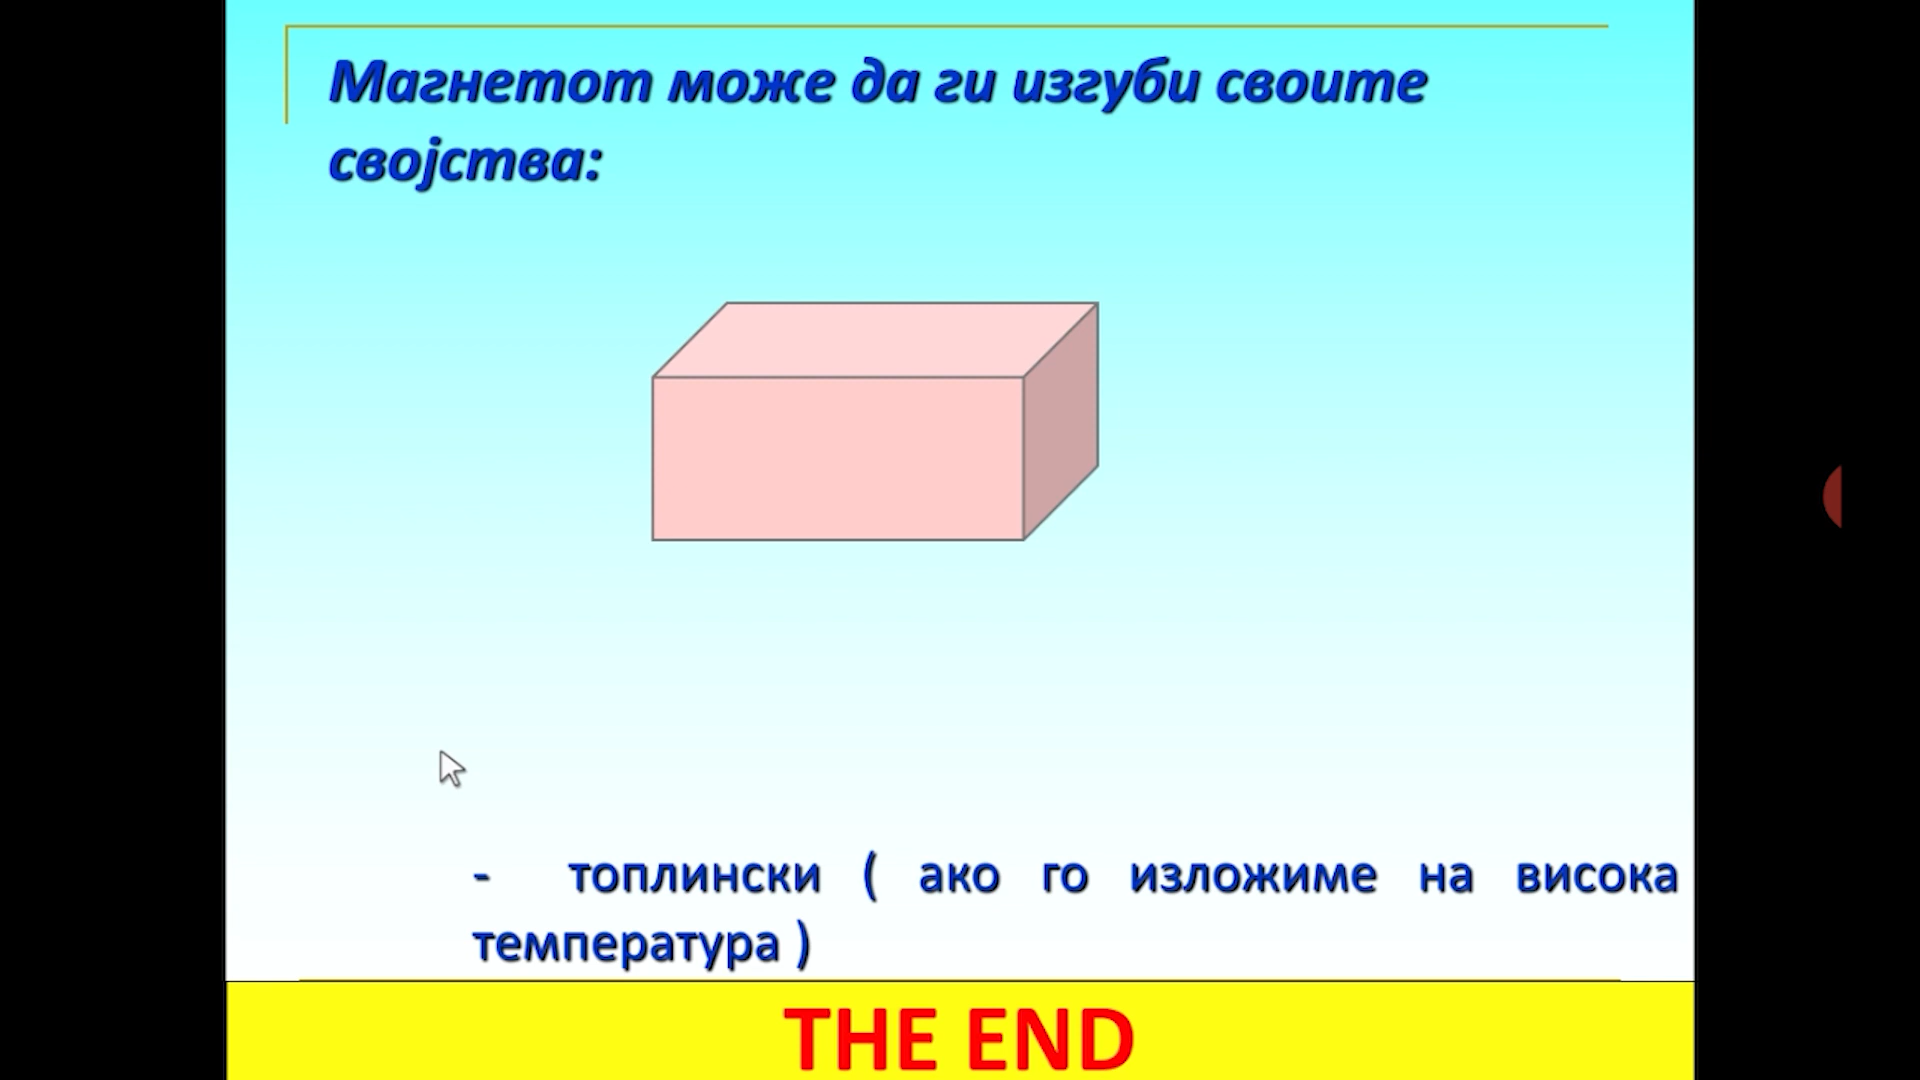 Магнетот може да ги изгуби своите
својства:
- топлински ( ако го изложиме на висока
температура )
THE END